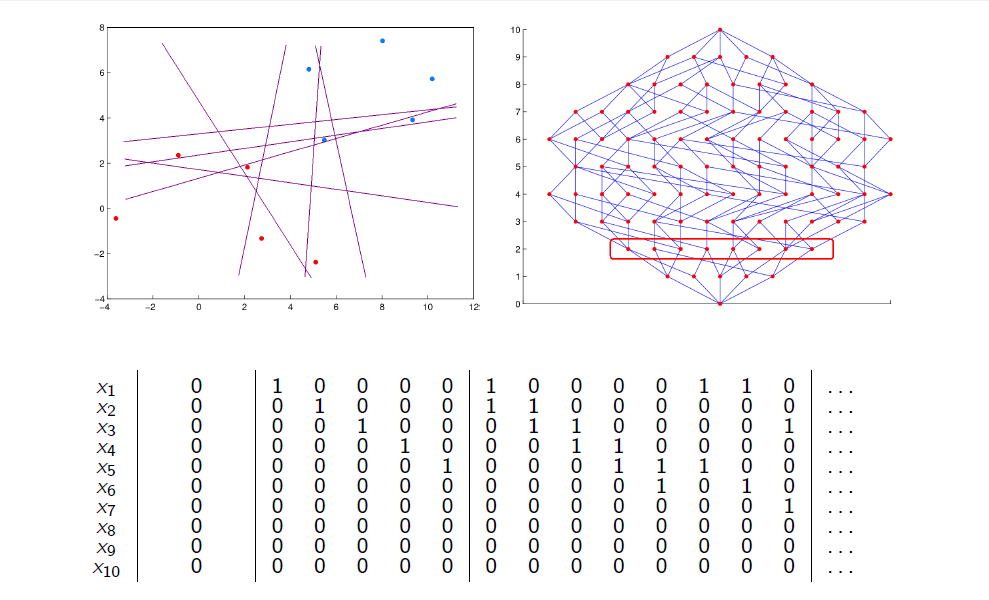 8
6
4
2
0
−2
−4
−4 −2 0 2 4 6 8 10 12
10
9
8
7
6
5
4
3
2
1
0
x₁ 0 1 0 0 0 0 1 0 0 0 0 1 1 0 ...
x₂ 0 0 1 0 0 0 1 1 0 0 0 0 0 0 ...
x₃ 0 0 0 1 0 0 0 1 1 0 0 0 0 1 ...
x₄ 0 0 0 0 1 0 0 0 1 1 0 0 0 0 ...
x₅ 0 0 0 0 0 1 0 0 0 1 1 1 0 0 ...
x₆ 0 0 0 0 0 0 0 0 0 0 1 0 1 0 ...
x₇ 0 0 0 0 0 0 0 0 0 0 0 0 0 1 ...
x₈ 0 0 0 0 0 0 0 0 0 0 0 0 0 0 ...
x₉ 0 0 0 0 0 0 0 0 0 0 0 0 0 0 ...
x₁₀ 0 0 0 0 0 0 0 0 0 0 0 0 0 0 ...